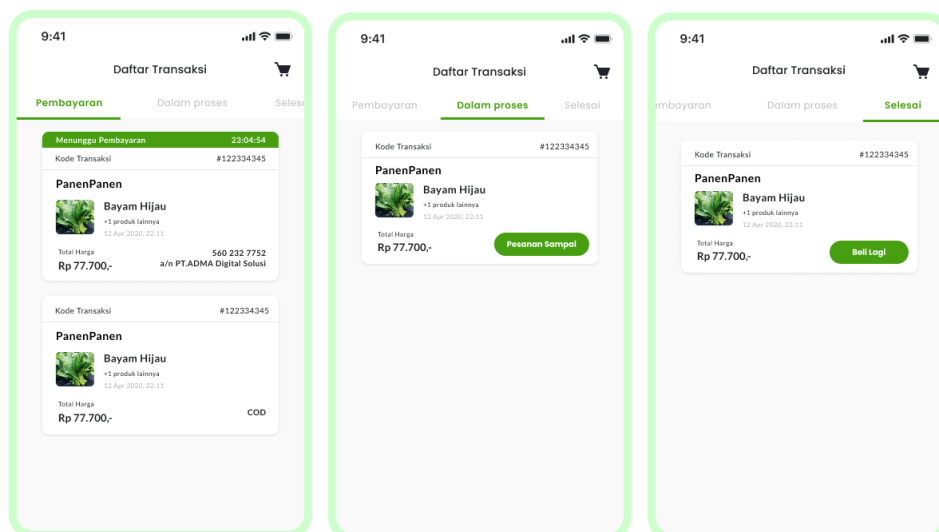 9:41
Daftar Transaksi
Pembayaran Dalam proses Seles
Menunggu Pembayaran 23:04:54
Kode Transaksi #122334345
PanenPanen
Bayam Hijau
+1 produk lainnya
12 Apr 2020, 22:11
Total Harga
Rp 77.700,-
560 232 7752
a/n PT.ADMA Digital Solusi
Kode Transaksi #122334345
PanenPanen
Bayam Hijau
+1 produk lainnya
12 Apr 2020, 22:11
Total Harga
Rp 77.700,-
COD
9:41
Daftar Transaksi
Pembayaran Dalam proses Selesai
Kode Transaksi #122334345
PanenPanen
Bayam Hijau
+1 produk lainnya
12 Apr 2020, 22:11
Total Harga
Rp 77.700,-
Pesanan Sampai
9:41
Daftar Transaksi
mbayaran Dalam proses Selesai
Kode Transaksi #122334345
PanenPanen
Bayam Hijau
+1 produk lainnya
12 Apr 2020, 22:11
Total Harga
Rp 77.700,-
Beli Lagi